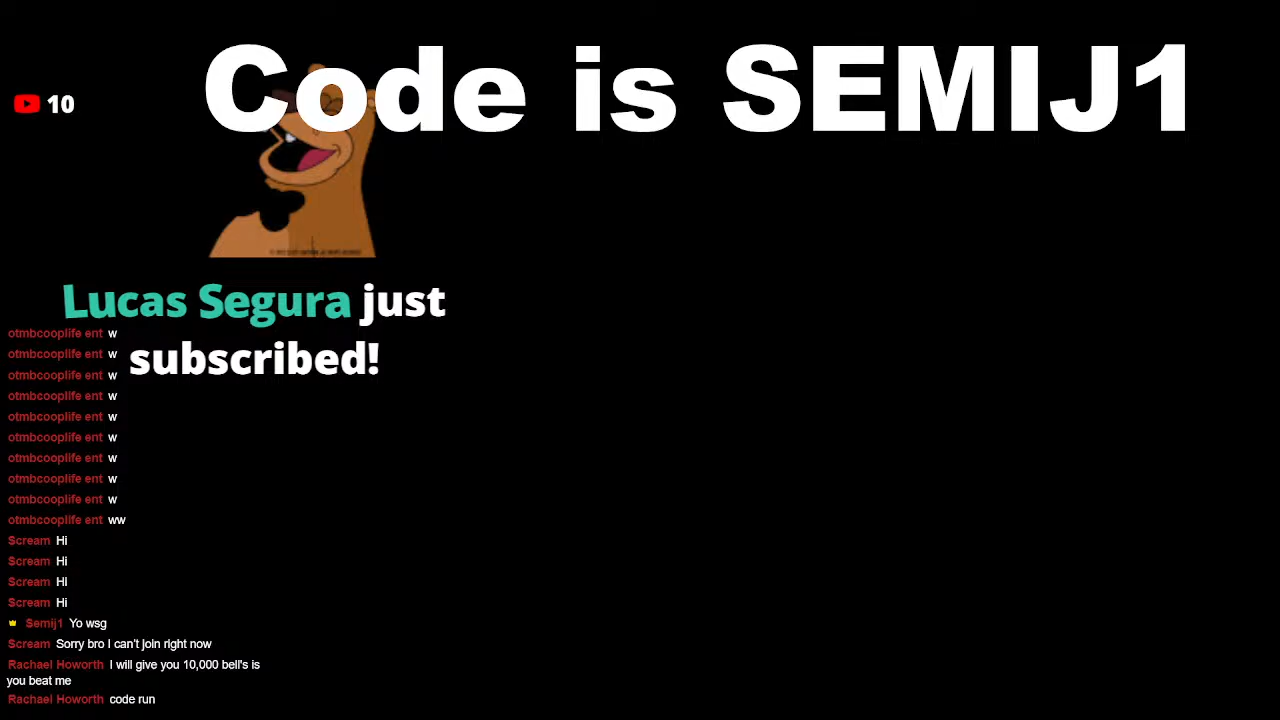 Code is SEMIJ1
10
Lucas Segura just
subscribed!
otmbcooplife ent w
otmbcooplife ent w
otmbcooplife ent w
otmbcooplife ent w
otmbcooplife ent w
otmbcooplife ent w
otmbcooplife ent w
otmbcooplife ent w
otmbcooplife ent w
otmbcooplife ent ww
Scream Hi
Scream Hi
Scream Hi
Scream Hi
Semij1 Yo wsg
Scream Sorry bro I can't join right now
Rachael Howorth I will give you 10,000 bell's is
you beat me
Rachael Howorth code run